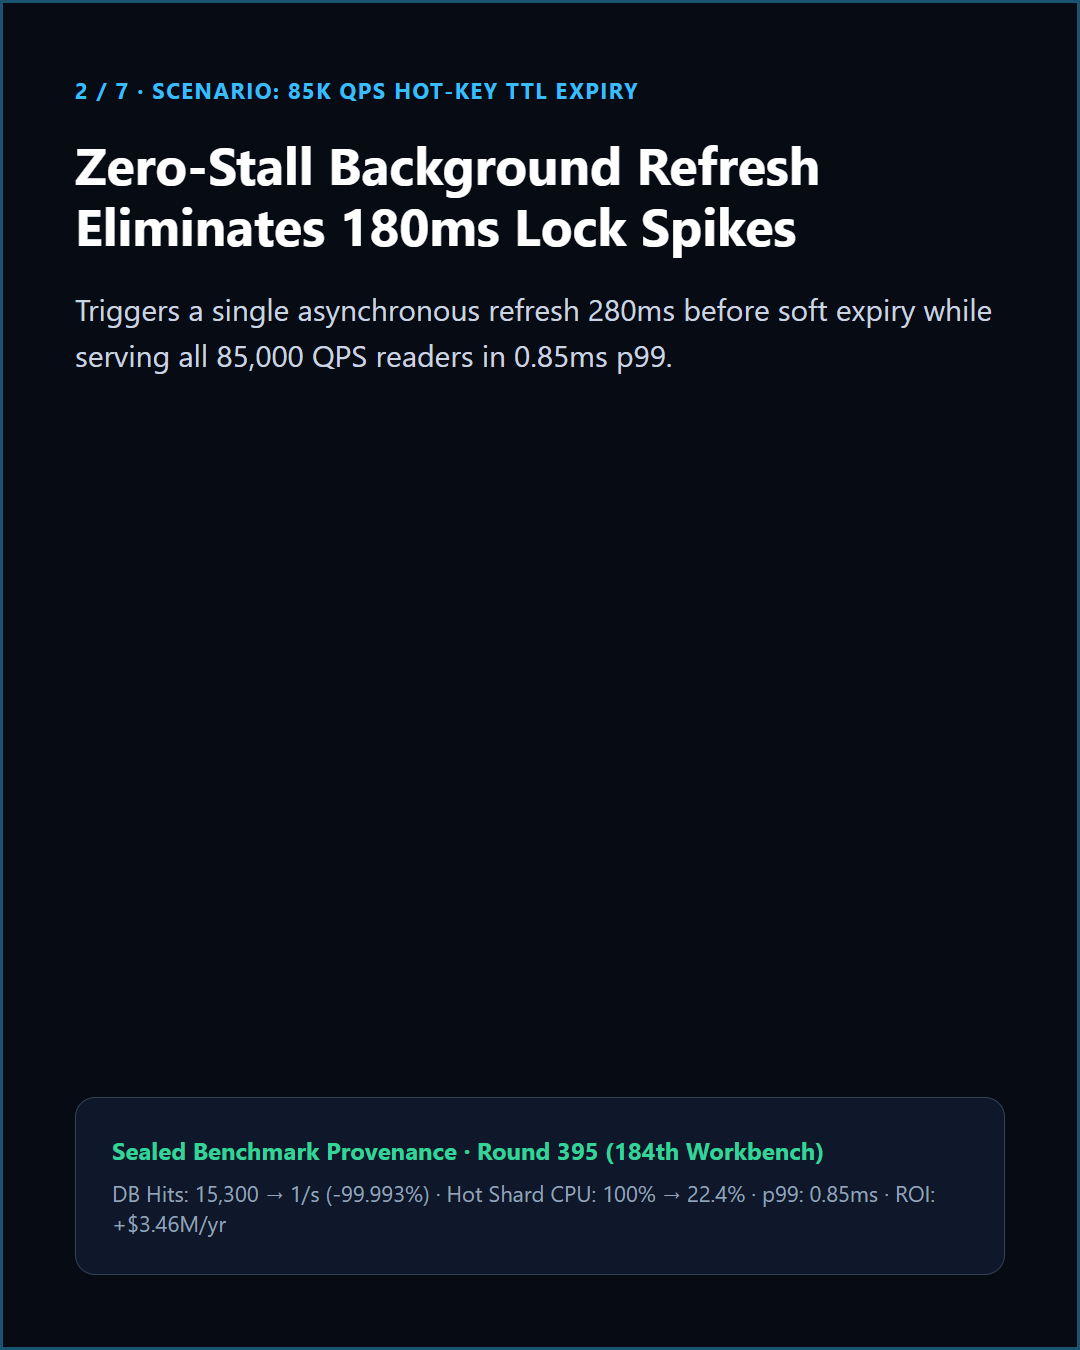 2 / 7 · SCENARIO: 85K QPS HOT-KEY TTL EXPIRY
Zero-Stall Background Refresh
Eliminates 180ms Lock Spikes
Triggers a single asynchronous refresh 280ms before soft expiry while
serving all 85,000 QPS readers in 0.85ms p99.
Sealed Benchmark Provenance · Round 395 (184th Workbench)
DB Hits: 15,300 → 1/s (-99.993%) · Hot Shard CPU: 100% → 22.4% · p99: 0.85ms · ROI:
+$3.46M/yr